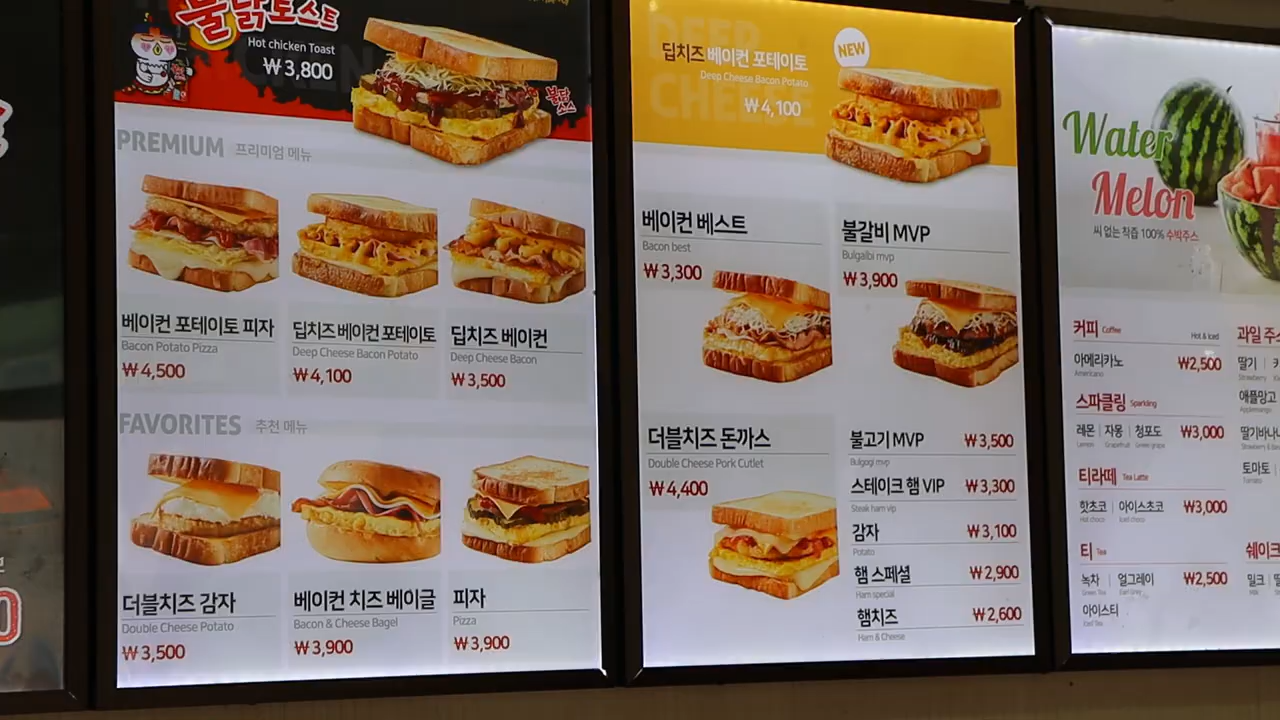 불닭토스트
Hot chicken Toast
₩ 3,800
불닭
소스
PREMIUM 프리미엄 메뉴
베이컨 포테이토 피자
Bacon Potato Pizza
₩ 4,500
딥치즈 베이컨 포테이토
Deep Cheese Bacon Potato
₩ 4,100
딥치즈 베이컨
Deep Cheese Bacon
₩ 3,500
FAVORITES 추천 메뉴
더블치즈 감자
Double Cheese Potato
₩ 3,500
베이컨 치즈 베이글
Bacon & Cheese Bagel
₩ 3,900
피자
Pizza
₩ 3,900
DEEP
CHEESE
딥치즈 베이컨 포테이토
Deep Cheese Bacon Potato
₩ 4,100
NEW
베이컨 베스트
Bacon best
₩ 3,300
불갈비 MVP
Bulgalbi mvp
₩ 3,900
더블치즈 돈까스
Double Cheese Pork Cutlet
₩ 4,400
불고기 MVP ₩ 3,500
Bulgogi mvp
스테이크 햄 VIP ₩ 3,300
Steak ham vip
감자 ₩ 3,100
Potato
햄 스페셜 ₩ 2,900
Ham special
햄치즈 ₩ 2,600
Ham & Cheese
Water
Melon
씨 없는 착즙 100% 수박주스
커피 Coffee Hot & Iced
아메리카노 ₩2,500
Americano
스파클링 Sparkling
레몬 | 자몽 | 청포도 ₩3,000
Lemon Grapefruit Green grape
티라떼 Tea Latte
핫초코 | 아이스초코 ₩3,000
Hot choco Iced choco
티 Tea
녹차 | 얼그레이 ₩2,500
Green Tea Earl Grey
아이스티
Iced Tea
과일 주스
딸기 |
Strawberry
애플망고
Applemango
딸기바나나
토마토 |
Tomato
쉐이크
밀크 |
Milk